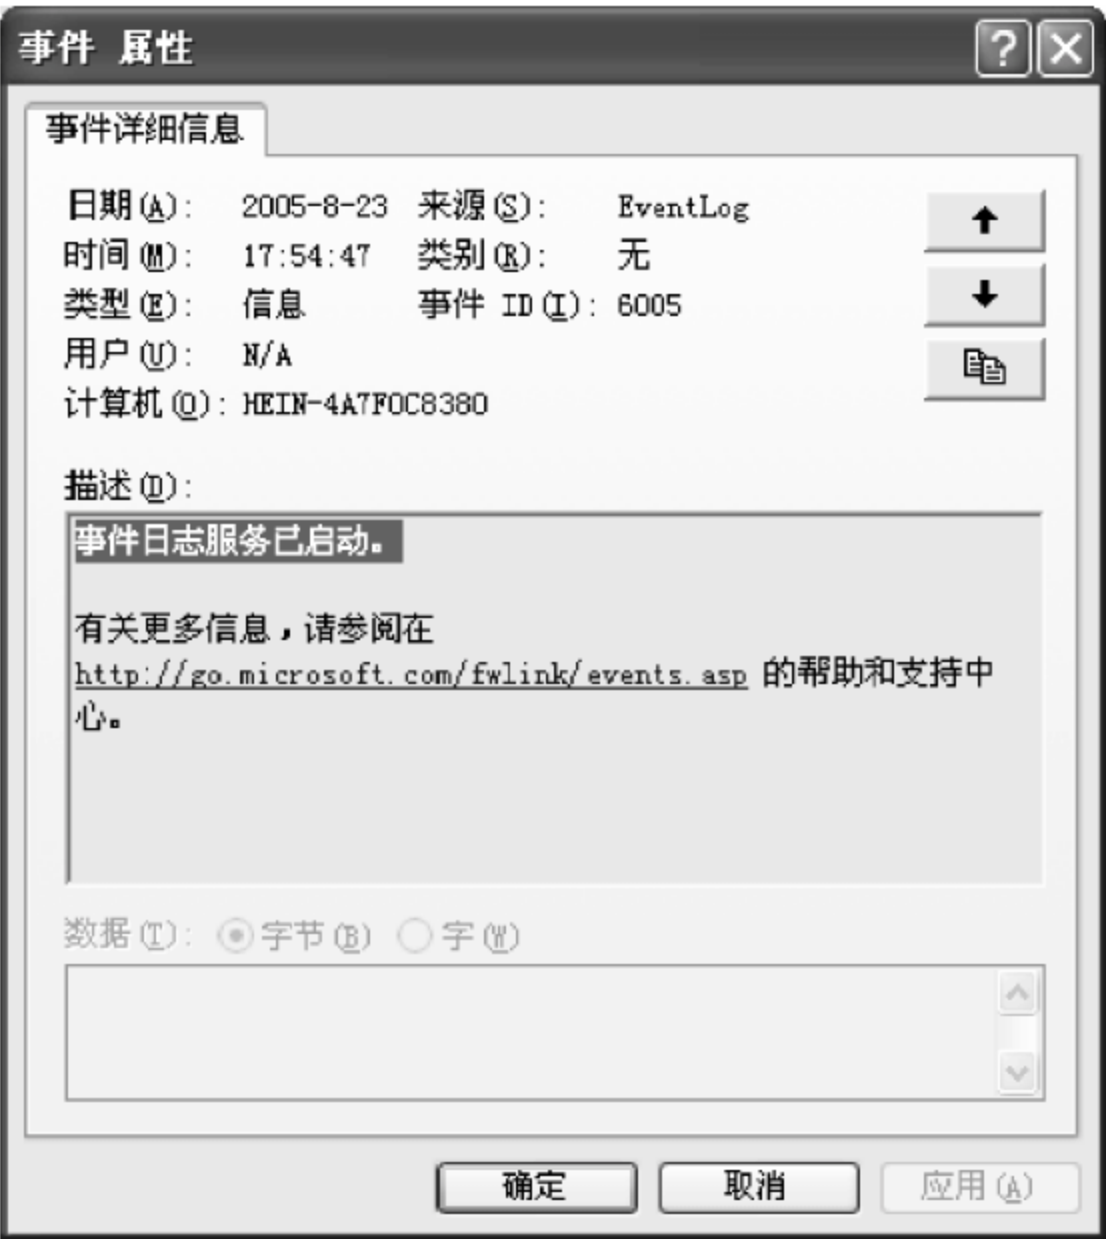 事件 属性
事件详细信息
日期(A): 2005-8-23 来源(S): EventLog
时间(M): 17:54:47 类别(R): 无
类型(E): 信息 事件 ID(I): 6005
用户(U): N/A
计算机(O): HEIN-4A7F0C8380
描述(D):
事件日志服务已启动。
有关更多信息，请参阅在
http://go.microsoft.com/fwlink/events.asp 的帮助和支持中
心。
数据(T): 字节(B) 字(W)
确定 取消 应用(A)